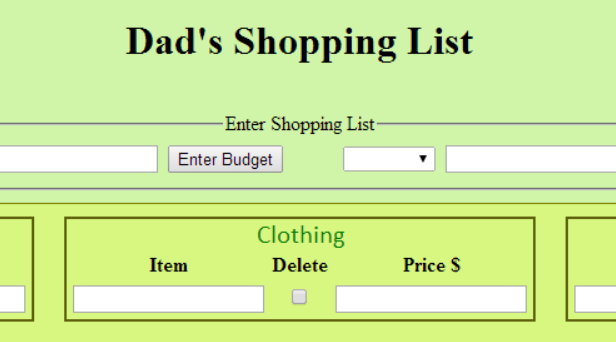 Dad's Shopping List
Enter Shopping List
Enter Budget
Clothing
Item Delete Price $